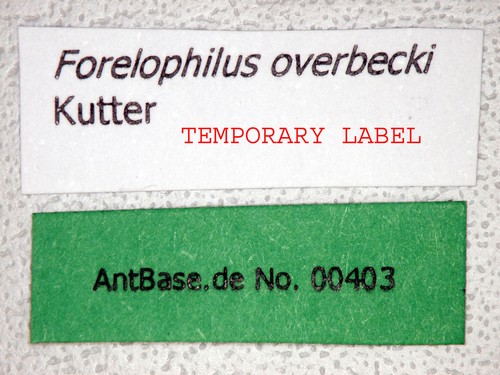 Forelophilus overbecki
Kutter
TEMPORARY LABEL
AntBase.de No. 00403